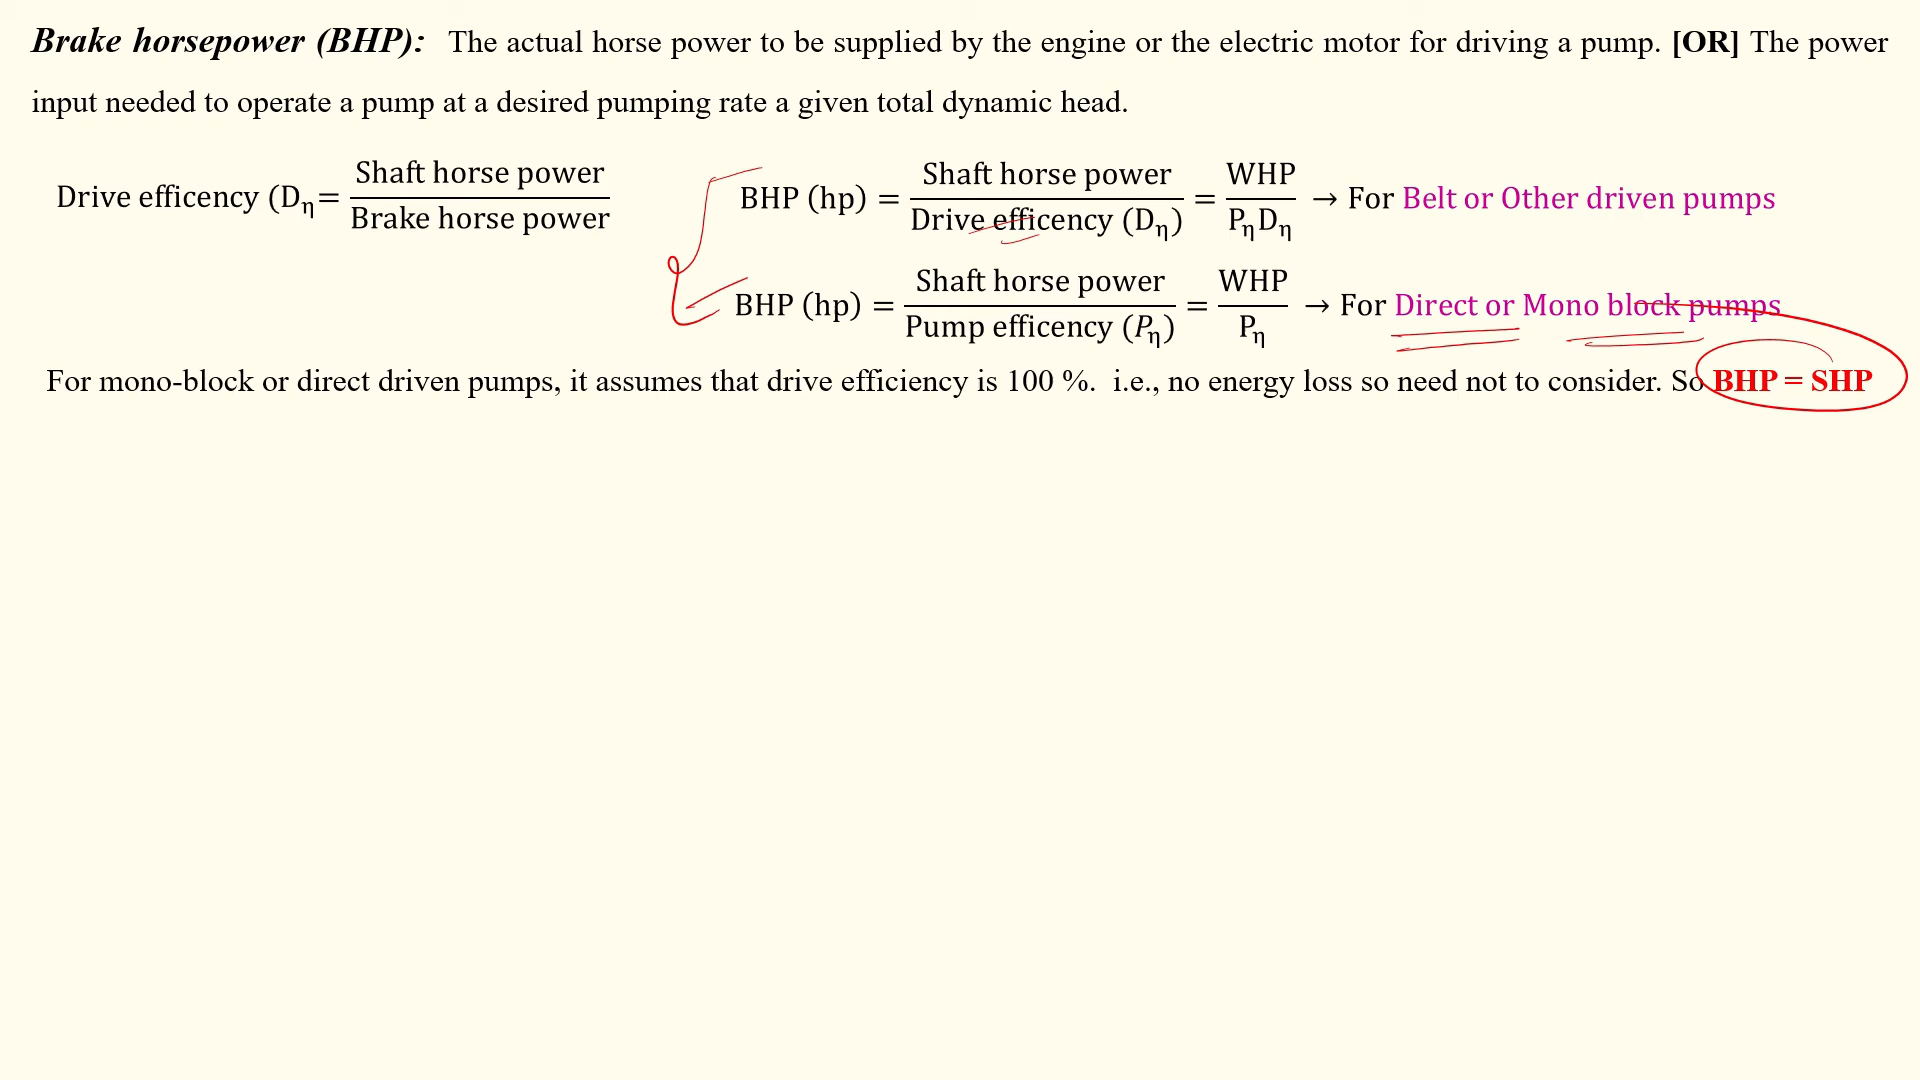 Brake horsepower (BHP): The actual horse power to be supplied by the engine or the electric motor for driving a pump. [OR] The power
input needed to operate a pump at a desired pumping rate a given total dynamic head.
Drive efficency (Dη= Shaft horse power / Brake horse power
BHP (hp) = Shaft horse power / Drive efficency (Dη) = WHP / PηDη → For Belt or Other driven pumps
BHP (hp) = Shaft horse power / Pump efficency (Pη) = WHP / Pη → For Direct or Mono block pumps
For mono-block or direct driven pumps, it assumes that drive efficiency is 100 %. i.e., no energy loss so need not to consider. So BHP = SHP